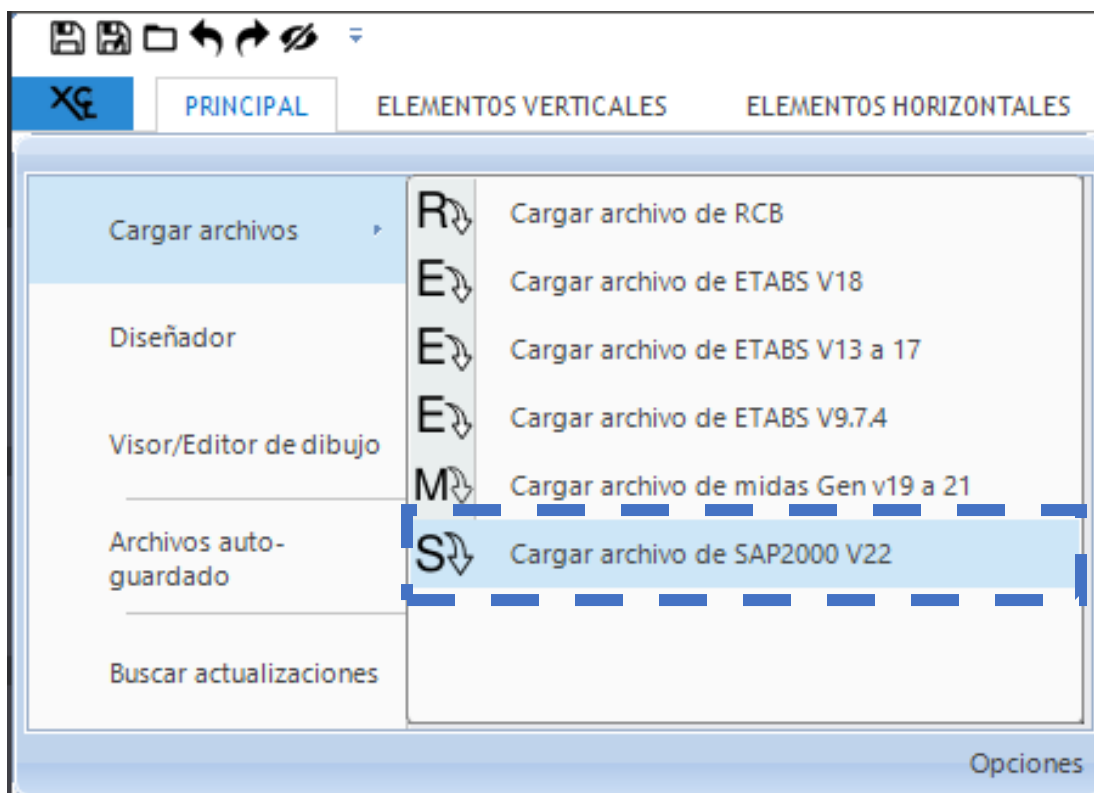 PRINCIPAL
ELEMENTOS VERTICALES
ELEMENTOS HORIZONTALES
Cargar archivos
Diseñador
Visor/Editor de dibujo
Archivos auto-
guardado
Buscar actualizaciones
R Cargar archivo de RCB
E Cargar archivo de ETABS V18
E Cargar archivo de ETABS V13 a 17
E Cargar archivo de ETABS V9.7.4
M Cargar archivo de midas Gen v19 a 21
S Cargar archivo de SAP2000 V22
Opciones